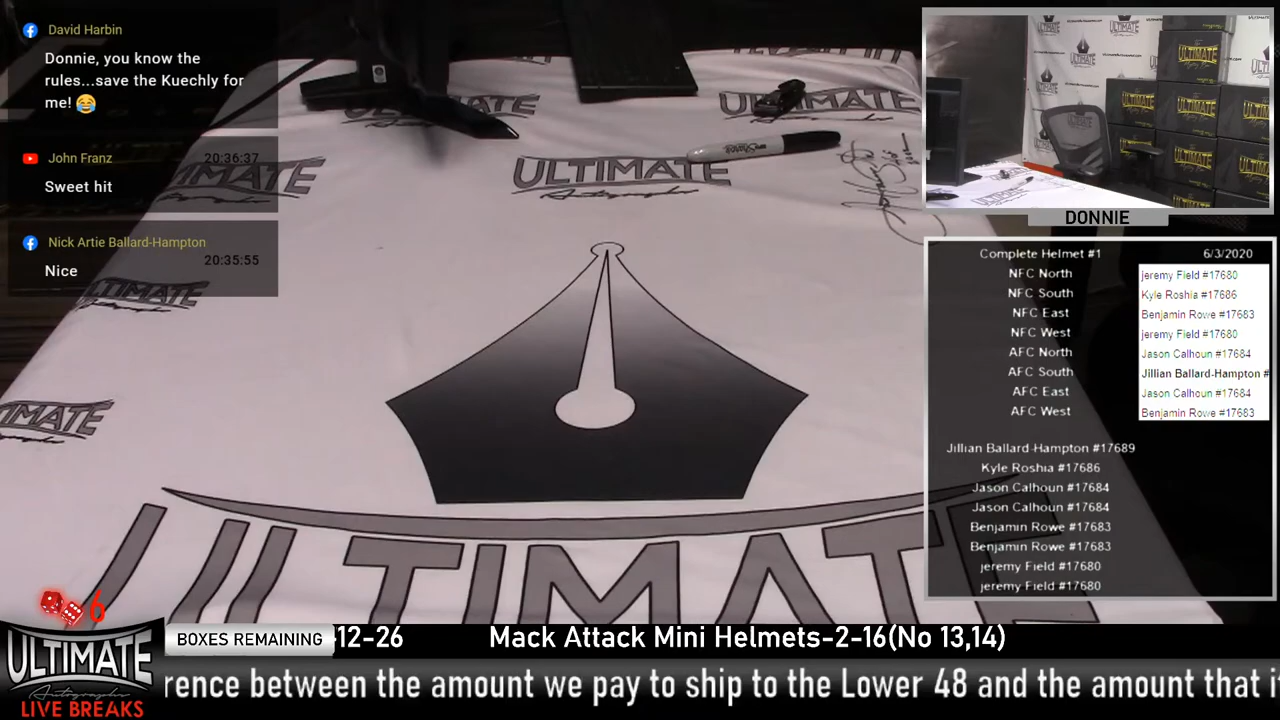 David Harbin
Donnie, you know the
rules...save the Kuechly for
me! 😂
John Franz
20:36:37
Sweet hit
Nick Artie Ballard-Hampton
20:35:55
Nice
ULTIMATE
ULTIMATE
ULTIMATE
ULTIMATE
ULTIMATE
ULTIMATE
DONNIE
Complete Helmet #1 6/3/2020
NFC North jeremy Field #17680
NFC South Kyle Roshia #17686
NFC East Benjamin Rowe #17683
NFC West jeremy Field #17680
AFC North Jason Calhoun #17684
AFC South Jillian Ballard-Hampton #
AFC East Jason Calhoun #17684
AFC West Benjamin Rowe #17683
Jillian Ballard-Hampton #17689
Kyle Roshia #17686
Jason Calhoun #17684
Jason Calhoun #17684
Benjamin Rowe #17683
Benjamin Rowe #17683
jeremy Field #17680
jeremy Field #17680
ULTIMATE
6
ULTIMATE
Autographs
LIVE BREAKS
BOXES REMAINING
12-26 Mack Attack Mini Helmets-2-16(No 13,14)
rence between the amount we pay to ship to the Lower 48 and the amount that i